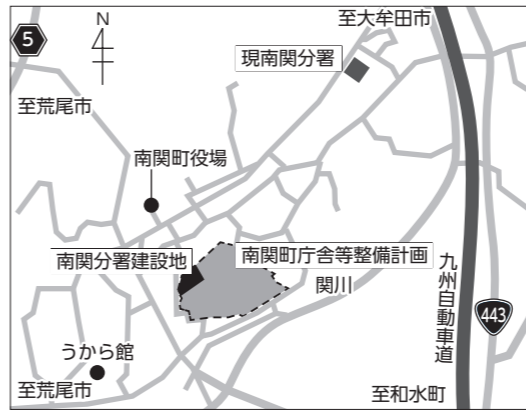 N
至大牟田市
5
現南関分署
至荒尾市
南関町役場
南関分署建設地
南関町庁舎等整備計画
関川
九州自動車道
443
うから館
至荒尾市
至和水町